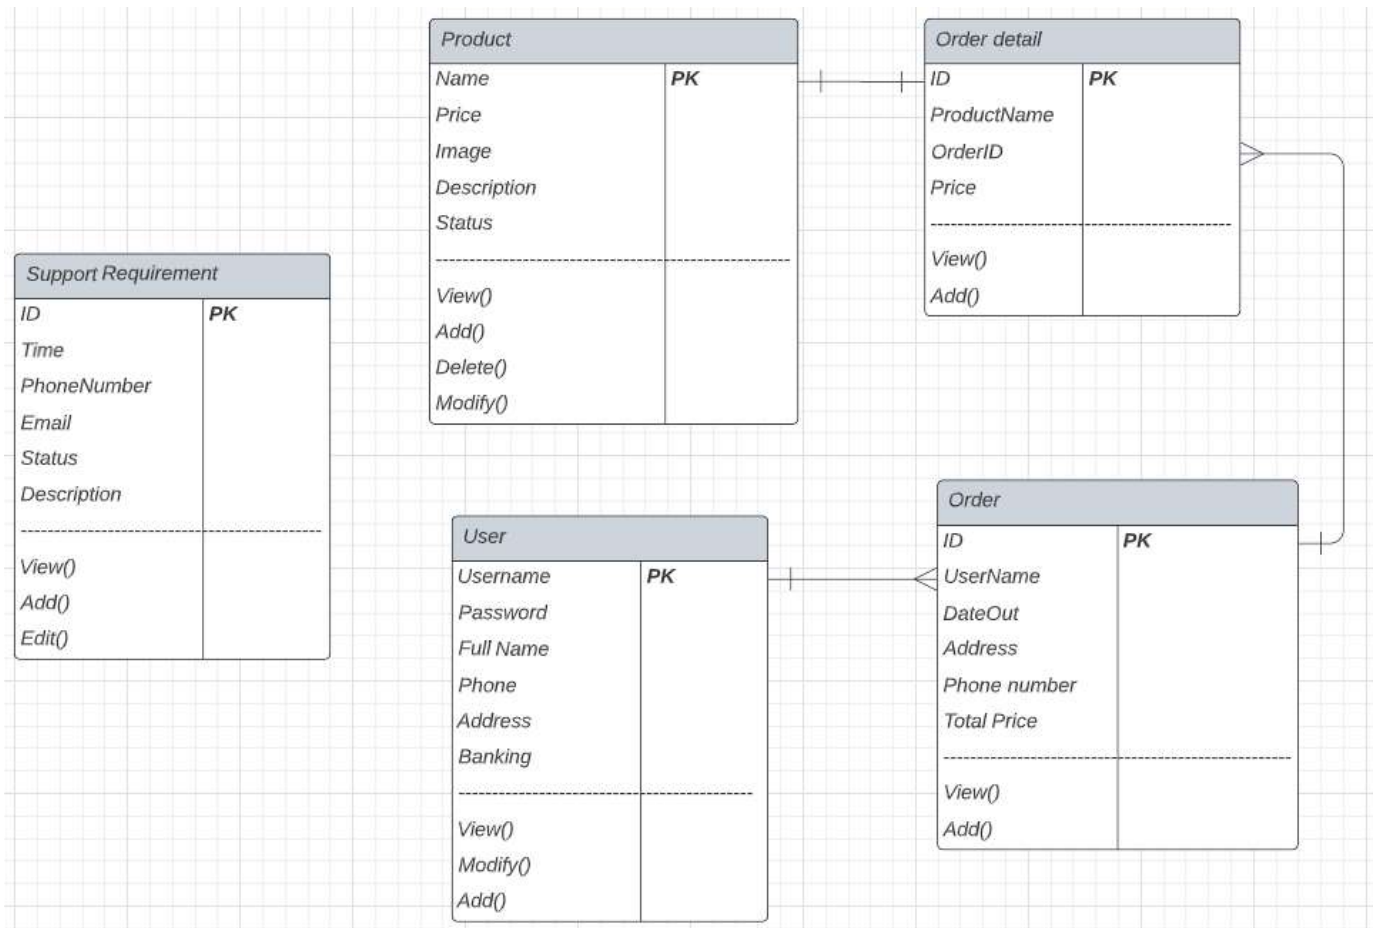 Product
Name PK
Price
Image
Description
Status
View()
Add()
Delete()
Modify()
Order detail
ID PK
ProductName
OrderID
Price
View()
Add()
Support Requirement
ID PK
Time
PhoneNumber
Email
Status
Description
View()
Add()
Edit()
User
Username PK
Password
Full Name
Phone
Address
Banking
View()
Modify()
Add()
Order
ID PK
UserName
DateOut
Address
Phone number
Total Price
View()
Add()